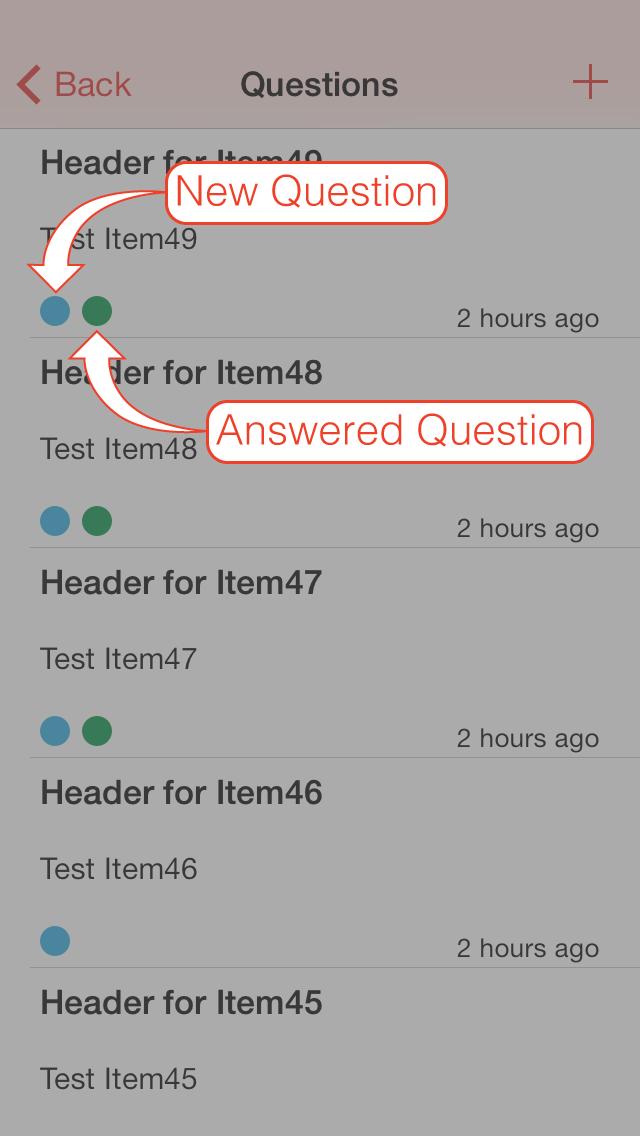 Back
Questions
Header for Item49
New Question
Test Item49
2 hours ago
Header for Item48
Answered Question
Test Item48
2 hours ago
Header for Item47
Test Item47
2 hours ago
Header for Item46
Test Item46
2 hours ago
Header for Item45
Test Item45